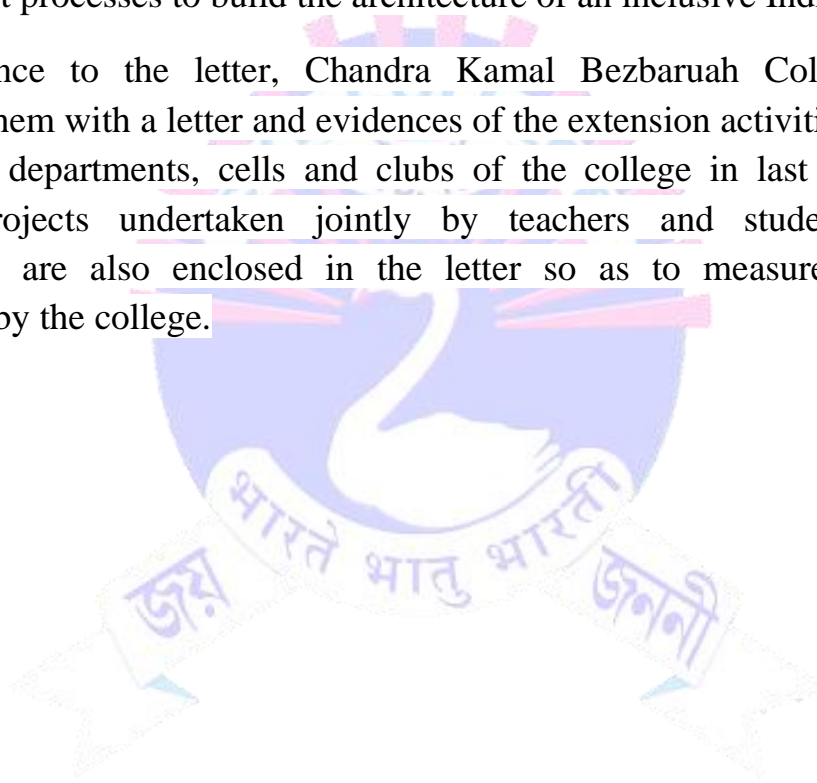 t processes to build the architecture of an inclusive Indi
nce to the letter, Chandra Kamal Bezbaruah Col
hem with a letter and evidences of the extension activiti
departments, cells and clubs of the college in last
rojects undertaken jointly by teachers and stude
are also enclosed in the letter so as to measure
by the college.
भारते भातु भारती
জয় জননী